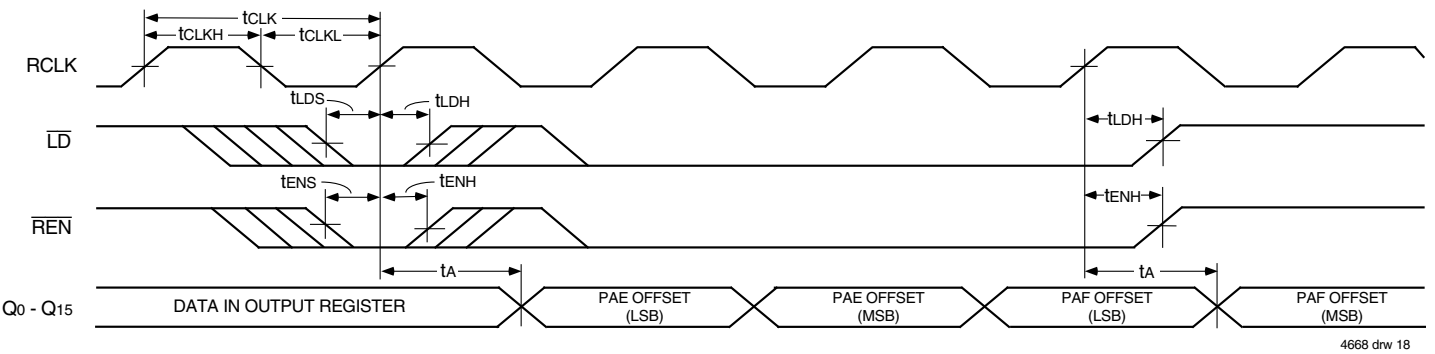 tCLK
tCLKH
tCLKL
RCLK
tLDS
tLDH
tLDH
LD
tENS
tENH
tENH
REN
tA
tA
Q0 - Q15
DATA IN OUTPUT REGISTER
PAE OFFSET
(LSB)
PAE OFFSET
(MSB)
PAF OFFSET
(LSB)
PAF OFFSET
(MSB)
4668 drw 18